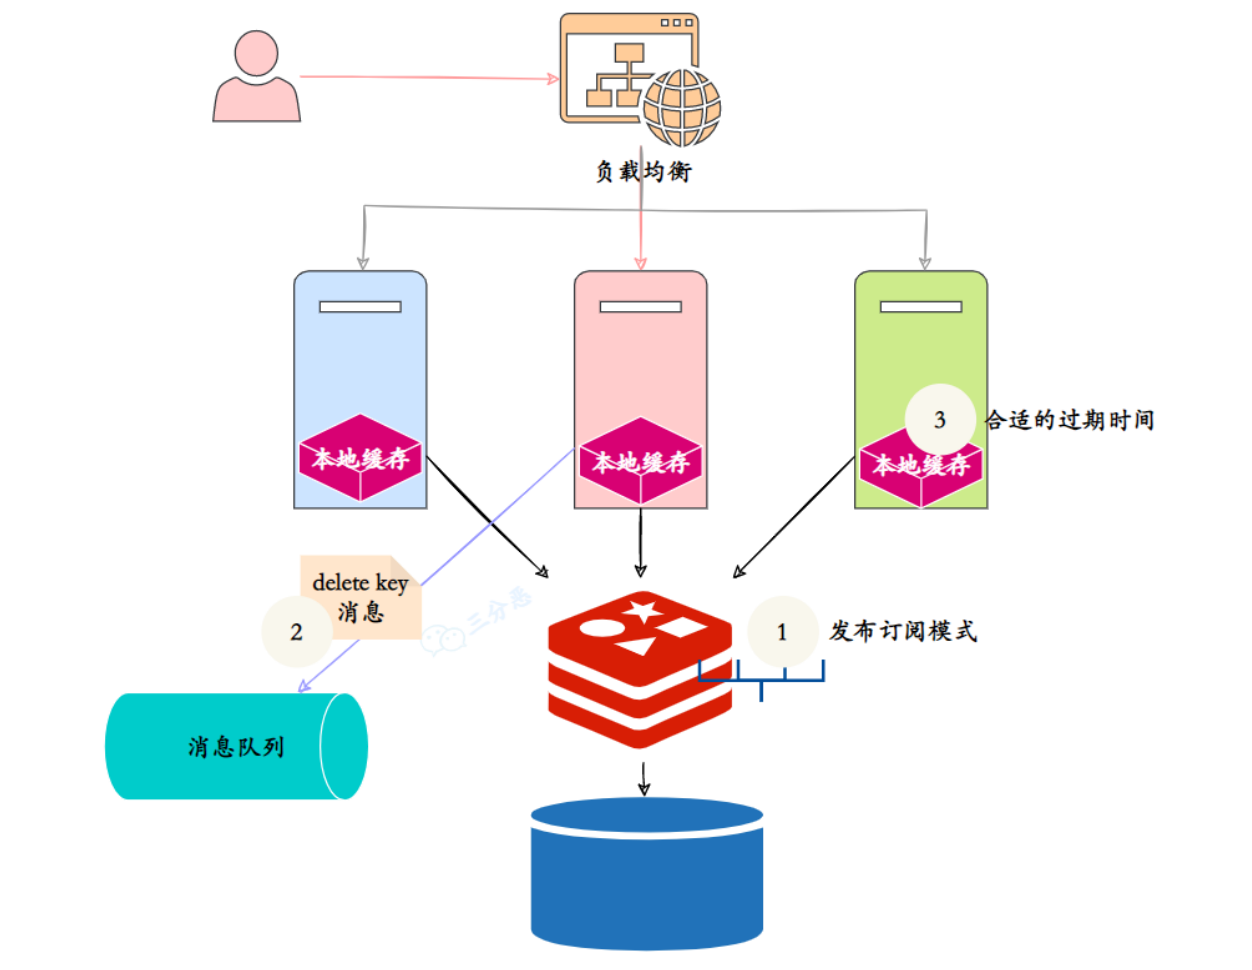 负载均衡
本地缓存
本地缓存
本地缓存
3
合适的过期时间
delete key
消息
2
三分恶
1
发布订阅模式
消息队列